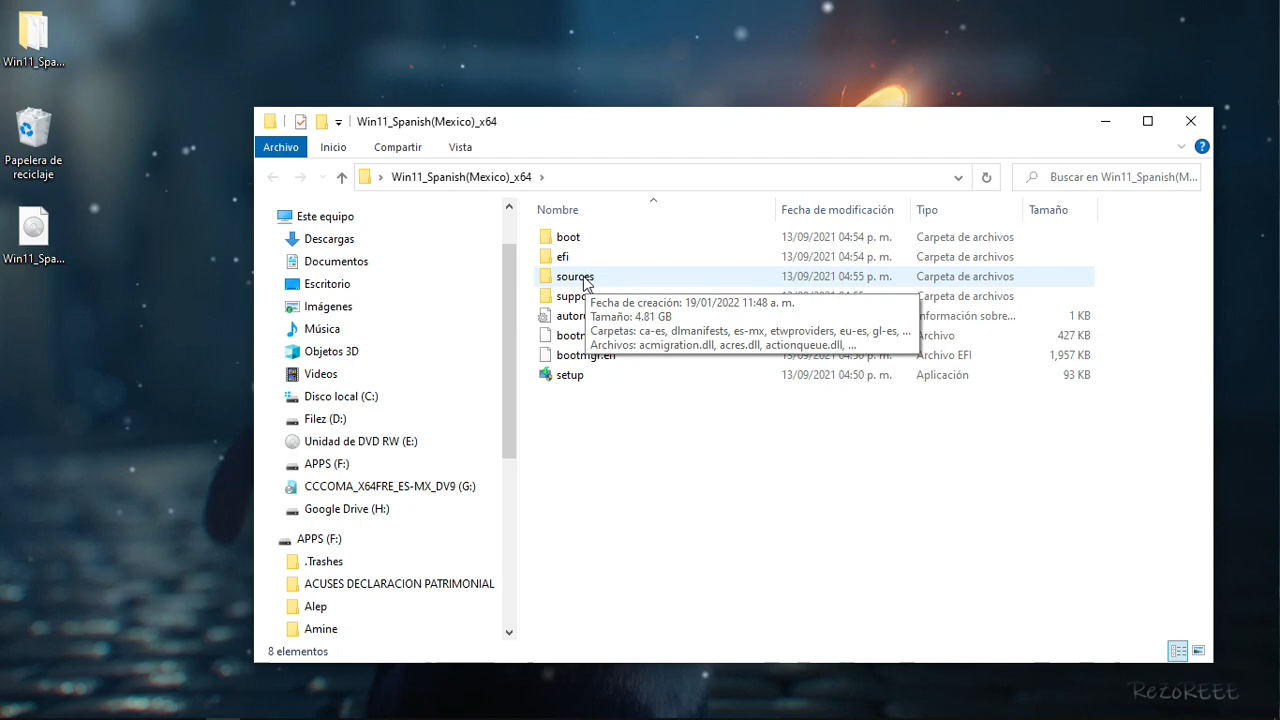 Win11_Spa...
Papelera de
reciclaje
Win11_Spa...
Win11_Spanish(Mexico)_x64
Archivo
Inicio
Compartir
Vista
Win11_Spanish(Mexico)_x64
Buscar en Win11_Spanish(M...
Este equipo
Descargas
Documentos
Escritorio
Imágenes
Música
Objetos 3D
Videos
Disco local (C:)
Filez (D:)
Unidad de DVD RW (E:)
APPS (F:)
CCCOMA_X64FRE_ES-MX_DV9 (G:)
Google Drive (H:)
APPS (F:)
.Trashes
ACUSES DECLARACION PATRIMONIAL
Alep
Amine
Nombre Fecha de modificación Tipo Tamaño
boot 13/09/2021 04:54 p. m. Carpeta de archivos
efi 13/09/2021 04:54 p. m. Carpeta de archivos
sources 13/09/2021 04:55 p. m. Carpeta de archivos
Carpeta de archivos
Información sobre... 1 KB
Archivo 427 KB
Archivo EFI 1,957 KB
setup 13/09/2021 04:50 p. m. Aplicación 93 KB
Fecha de creación: 19/01/2022 11:48 a. m.
Tamaño: 4.81 GB
Carpetas: ca-es, dlmanifests, es-mx, etwproviders, eu-es, gl-es, ...
Archivos: acmigration.dll, acres.dll, actionqueue.dll, ...
8 elementos
ReZoREEE